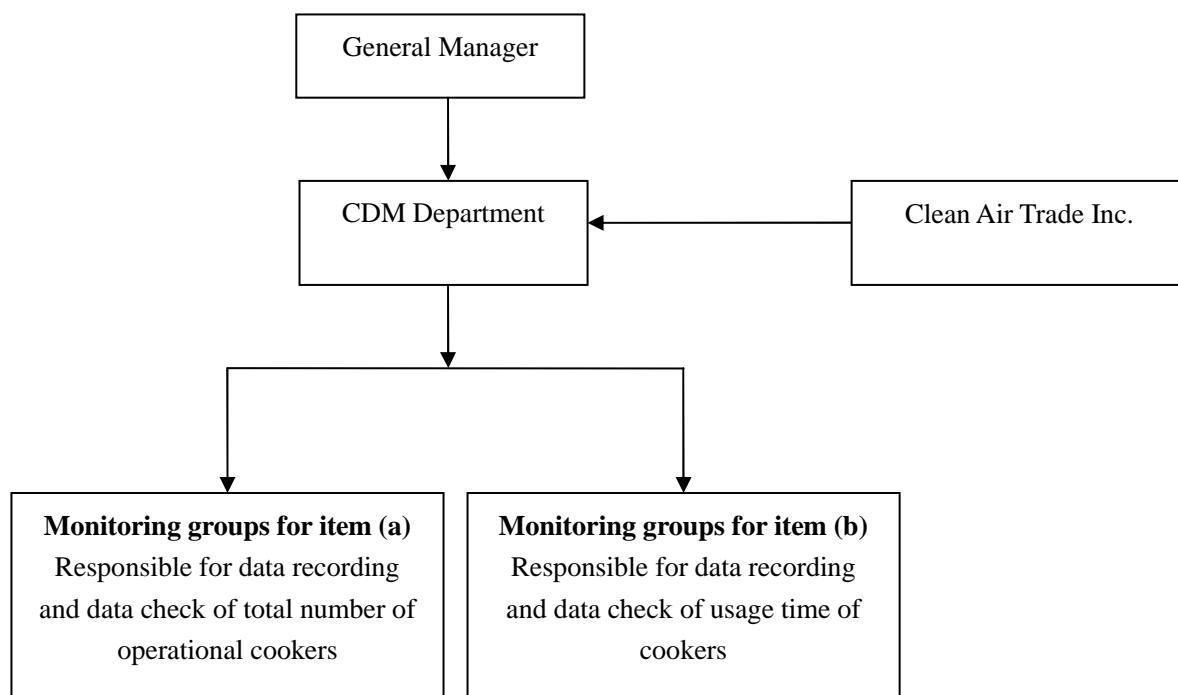 General Manager
CDM Department
Clean Air Trade Inc.
Monitoring groups for item (a)
Responsible for data recording
and data check of total number of
operational cookers
Monitoring groups for item (b)
Responsible for data recording
and data check of usage time of
cookers